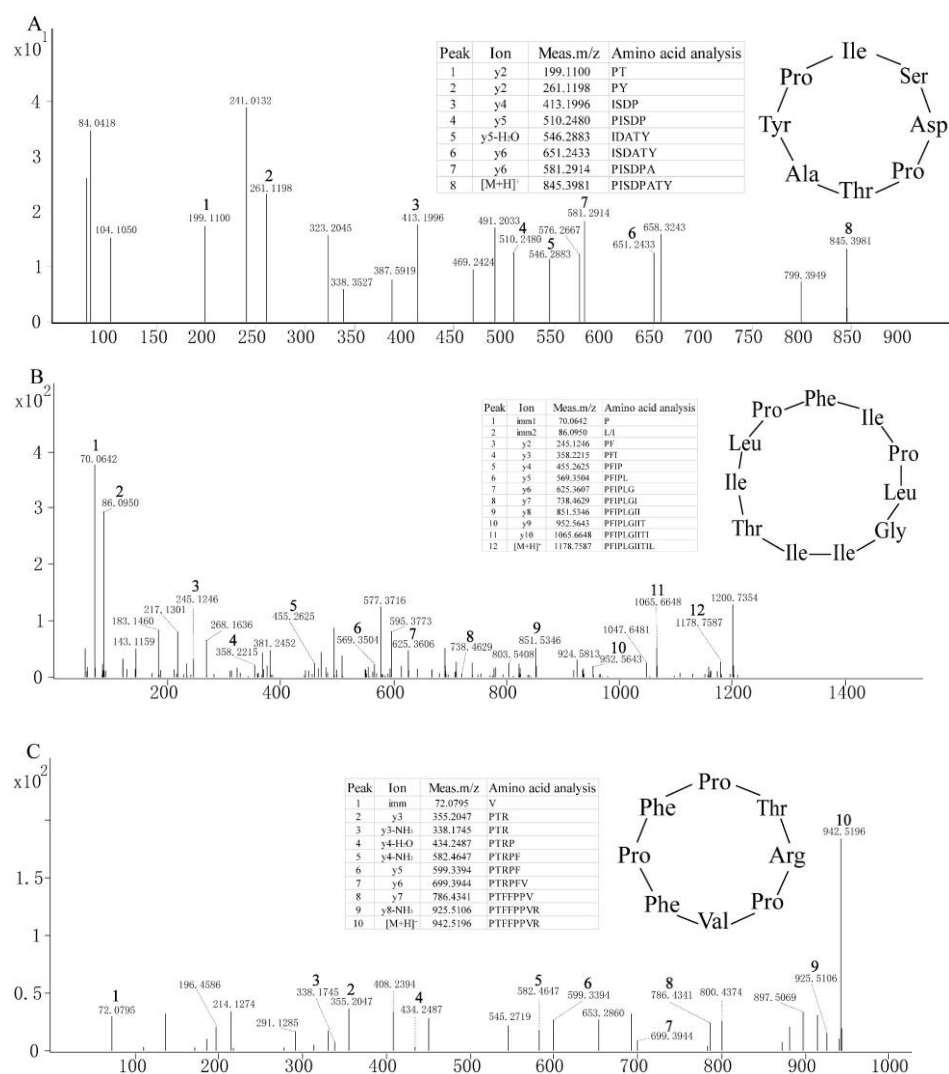 A
x10¹
Peak Ion Meas.m/z Amino acid analysis
1 y2 199.1100 PT
2 y2 261.1198 PY
3 y4 413.1996 ISDP
4 y5 510.2480 PISDP
5 y5-H₂O 546.2883 IDATY
6 y6 651.2433 ISDATY
7 y6 581.2914 PISDPA
8 [M+H]⁺ 845.3981 PISDPATY
Ile
Pro Ser
Tyr Asp
Ala Pro
Thr
4
3
2
1
0
84.0418
104.1050
1
199.1100
241.0132
2
261.1198
323.2045
338.3527
387.5919
3
413.1996
469.2424
491.2033
4
510.2480
5
546.2883
576.2667
7
581.2914
6
651.2433
658.3243
799.3949
8
845.3981
100 150 200 250 300 350 400 450 500 550 600 650 700 750 800 850 900
B
x10²
Peak Ion Meas.m/z Amino acid analysis
1 imm1 70.0642 P
2 imm2 86.0950 L/I
3 y2 245.1246 PF
4 y3 358.2215 PFI
5 y4 455.2625 PFIP
6 y5 569.3504 PFIPL
7 y6 625.3607 PFIPLG
8 y7 738.4629 PFIPLGI
9 y8 851.5346 PFIPLGII
10 y9 952.5643 PFIPLGIIT
11 y10 1065.6648 PFIPLGIITI
12 [M+H]⁺ 1178.7587 PFIPLGIITIL
Phe
Pro Ile
Leu Pro
Ile Leu
Thr Gly
Ile Ile
5
4
3
2
1
0
1
70.0642
2
86.0950
143.1159
183.1460
217.1301
3
245.1246
268.1636
4
358.2215
381.2452
5
455.2625
6
569.3504
577.3716
595.3773
7
625.3606
8
738.4629
803.5408
9
851.5346
924.5813
10
952.5643
1047.6481
11
1065.6648
12
1178.7587
1200.7354
200 400 600 800 1000 1200 1400
C
x10²
Peak Ion Meas.m/z Amino acid analysis
1 imm 72.0795 V
2 y3 355.2047 PTR
3 y3-NH₃ 338.1745 PTR
4 y4-H₂O 434.2487 PTRP
5 y4-NH₃ 582.4647 PTRPF
6 y5 599.3394 PTRPF
7 y6 699.3944 PTRPFV
8 y7 786.4341 PTFFPPV
9 y8-NH₃ 925.5106 PTFFPPVR
10 [M+H]⁺ 942.5196 PTFFPPVR
Pro
Phe Thr
Pro Arg
Phe Pro
Val
1.5
1
0.5
0
1
72.0795
196.4586
214.1274
291.1285
3
338.1745
2
355.2047
408.2394
4
434.2487
545.2719
5
582.4647
6
599.3394
653.2860
7
699.3944
8
786.4341
800.4374
897.5069
9
925.5106
10
942.5196
100 200 300 400 500 600 700 800 900 1000